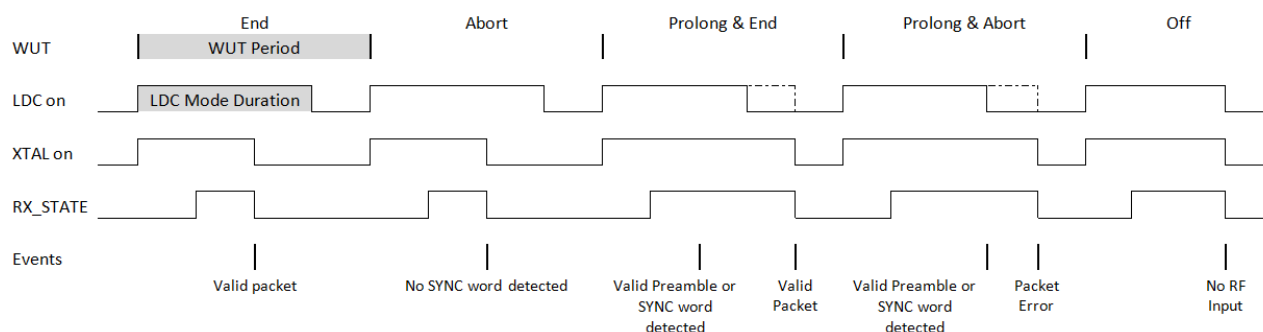 End Abort Prolong & End Prolong & Abort Off
WUT WUT Period
LDC on LDC Mode Duration
XTAL on
RX_STATE
Events
Valid packet
No SYNC word detected
Valid Preamble or
SYNC word
detected
Valid
Packet
Valid Preamble or
SYNC word
detected
Packet
Error
No RF
Input